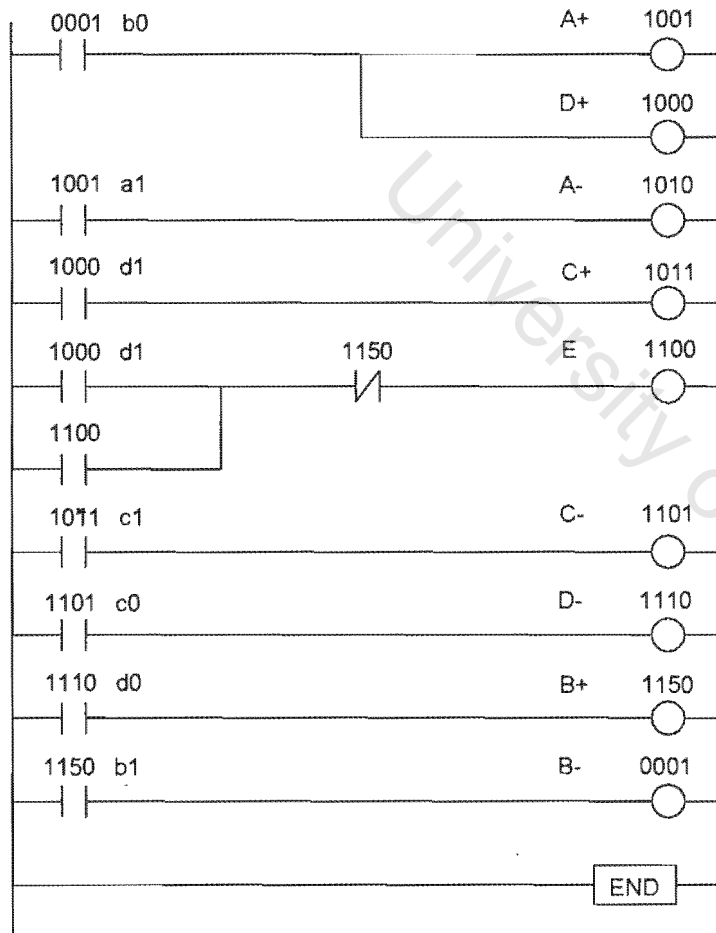 0001 b0 A+ 1001
D+ 1000
1001 a1 A- 1010
1000 d1 C+ 1011
1000 d1 1150 E 1100
1100
1011 c1 C- 1101
1101 c0 D- 1110
1110 d0 B+ 1150
1150 b1 B- 0001
END
University o